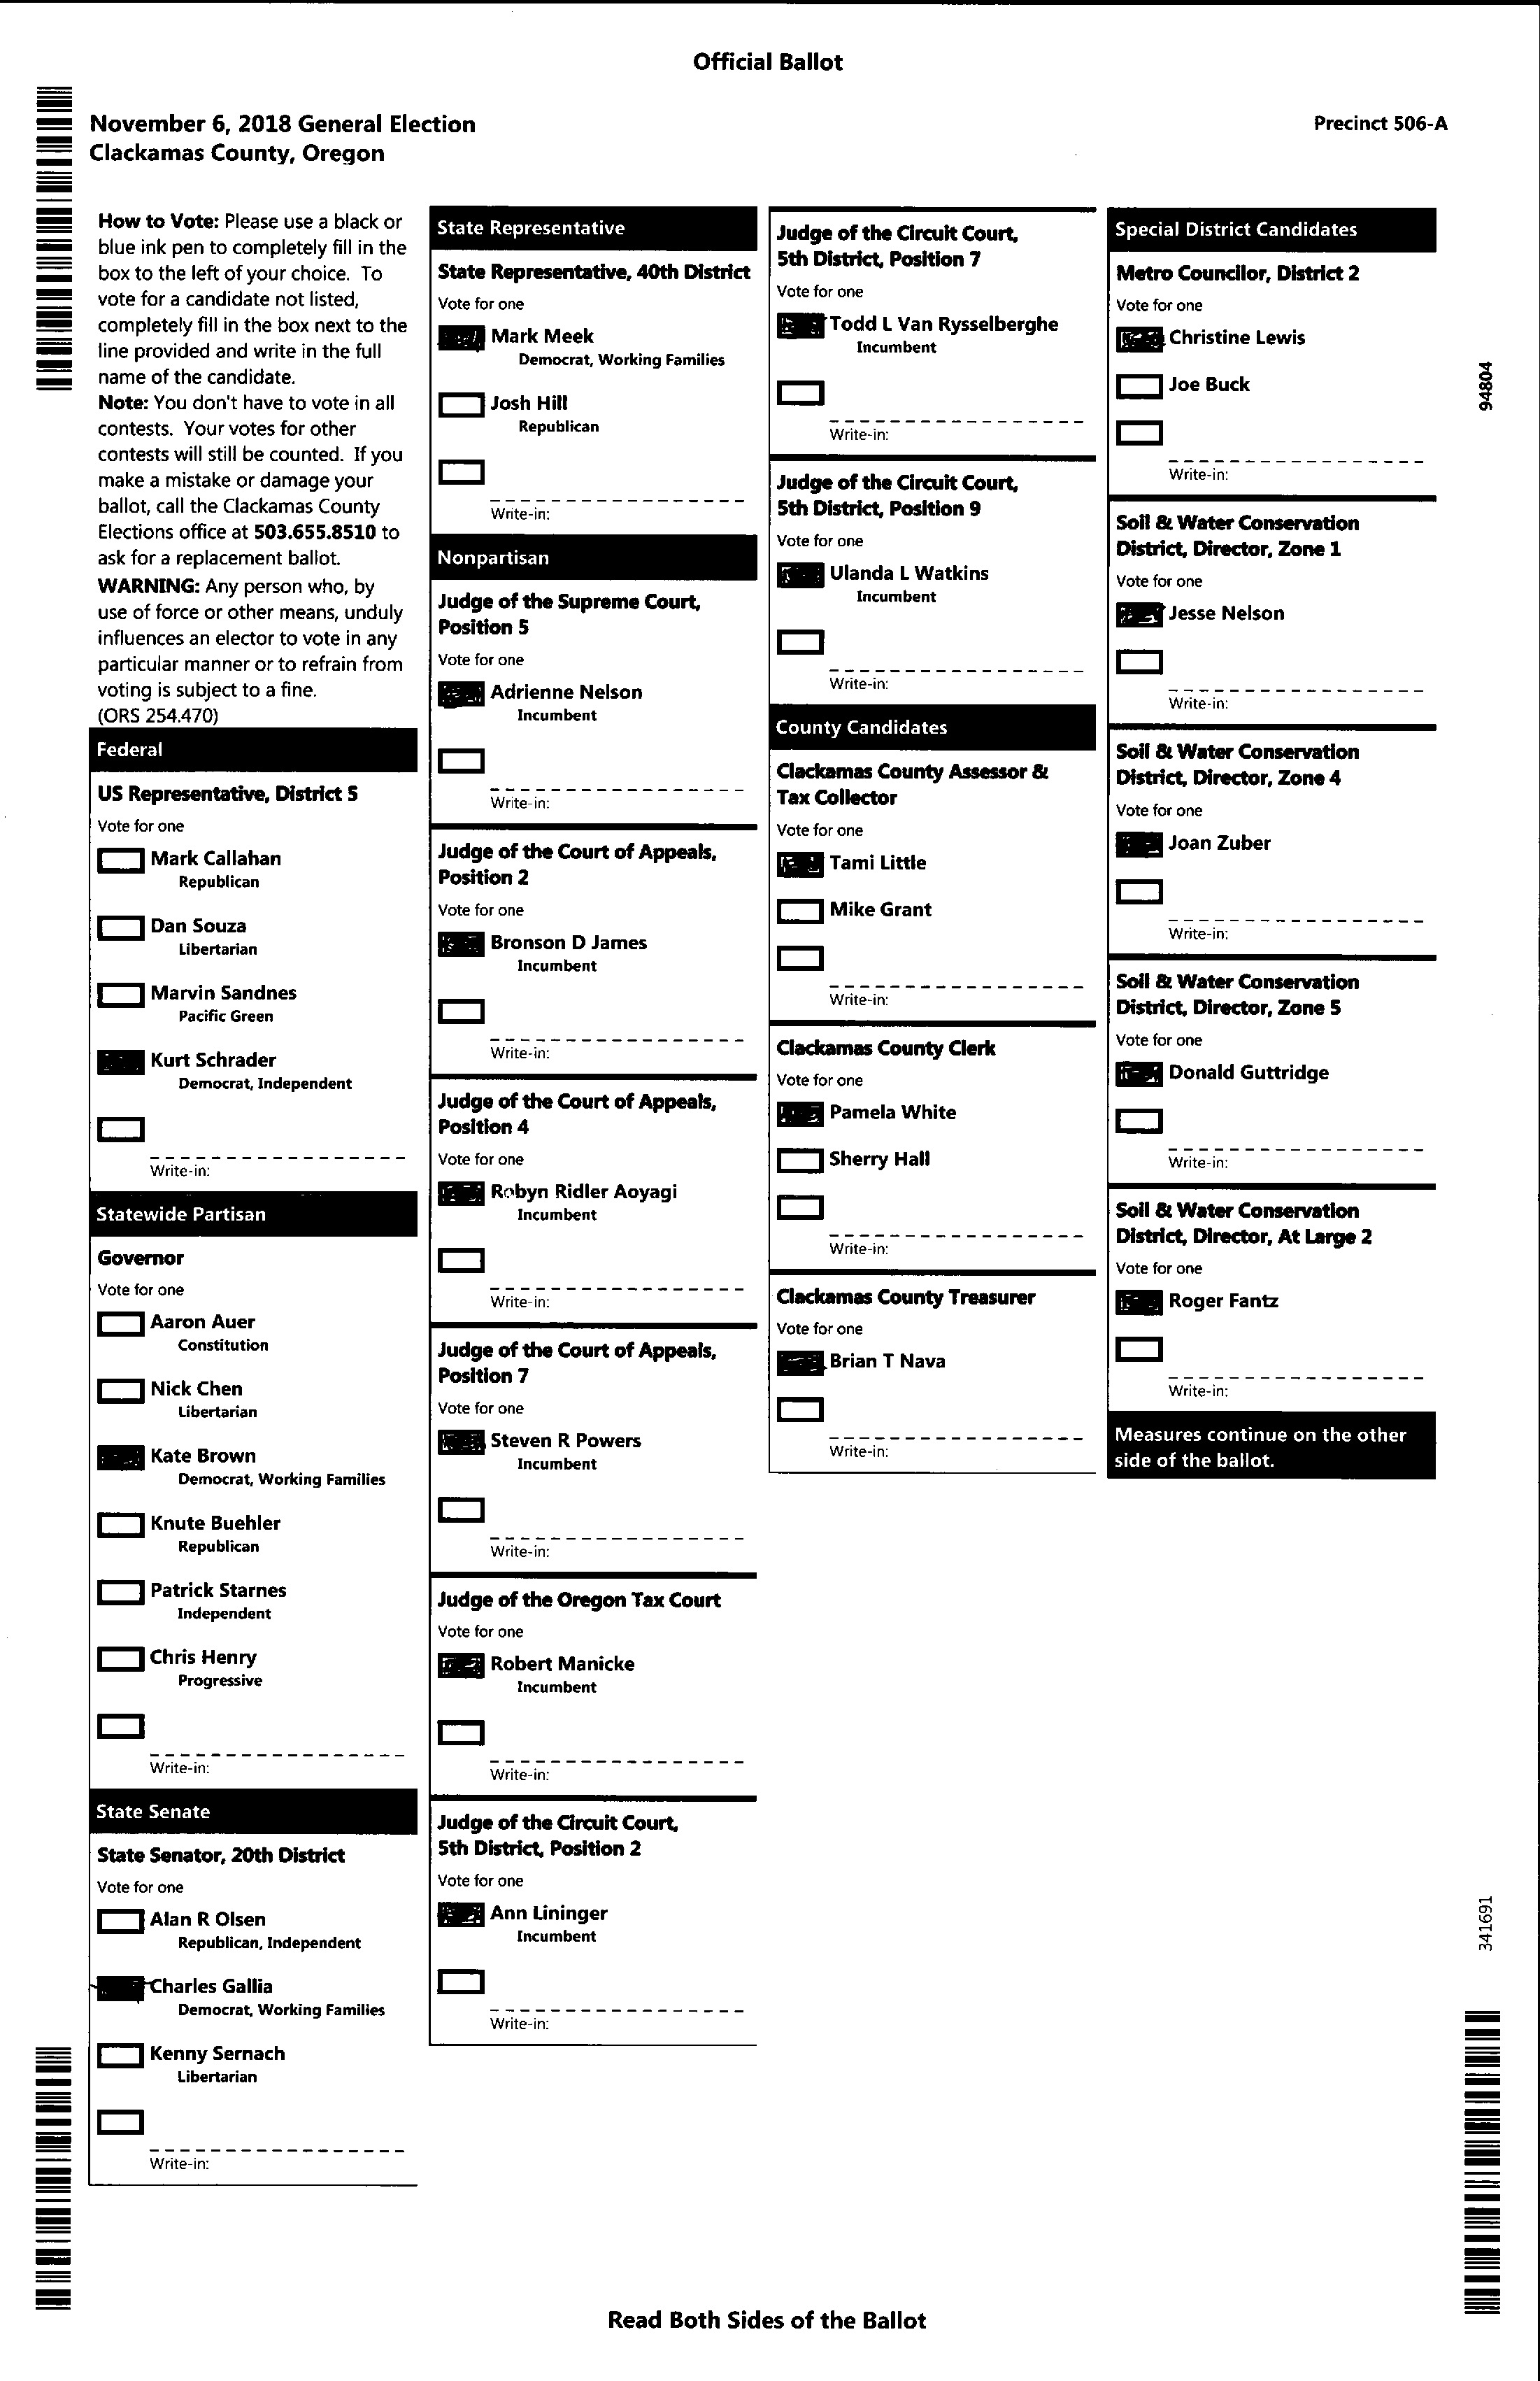 Official Ballot
November 6, 2018 General Election
Clackamas County, Oregon
Precinct 506-A
How to Vote: Please use a black or
blue ink pen to completely fill in the
box to the left of your choice. To
vote for a candidate not listed,
completely fill in the box next to the
line provided and write in the full
name of the candidate.
Note: You don't have to vote in all
contests. Your votes for other
contests will still be counted. If you
make a mistake or damage your
ballot, call the Clackamas County
Elections office at 503.655.8510 to
ask for a replacement ballot.
WARNING: Any person who, by
use of force or other means, unduly
influences an elector to vote in any
particular manner or to refrain from
voting is subject to a fine.
(ORS 254.470)
Federal
US Representative, District 5
Vote for one
Mark Callahan
Republican
Dan Souza
Libertarian
Marvin Sandnes
Pacific Green
Kurt Schrader
Democrat, Independent
Write-in:
Statewide Partisan
Governor
Vote for one
Aaron Auer
Constitution
Nick Chen
Libertarian
Kate Brown
Democrat, Working Families
Knute Buehler
Republican
Patrick Starnes
Independent
Chris Henry
Progressive
Write-in:
State Senate
State Senator, 20th District
Vote for one
Alan R Olsen
Republican, Independent
Charles Gallia
Democrat, Working Families
Kenny Sernach
Libertarian
Write-in:
State Representative
State Representative, 40th District
Vote for one
Mark Meek
Democrat, Working Families
Josh Hill
Republican
Write-in:
Nonpartisan
Judge of the Supreme Court,
Position 5
Vote for one
Adrienne Nelson
Incumbent
Write-in:
Judge of the Court of Appeals,
Position 2
Vote for one
Bronson D James
Incumbent
Write-in:
Judge of the Court of Appeals,
Position 4
Vote for one
Robyn Ridler Aoyagi
Incumbent
Write-in:
Judge of the Court of Appeals,
Position 7
Vote for one
Steven R Powers
Incumbent
Write-in:
Judge of the Oregon Tax Court
Vote for one
Robert Manicke
Incumbent
Write-in:
Judge of the Circuit Court,
5th District, Position 2
Vote for one
Ann Lininger
Incumbent
Write-in:
Judge of the Circuit Court,
5th District, Position 7
Vote for one
Todd L Van Rysselberghe
Incumbent
Write-in:
Judge of the Circuit Court,
5th District, Position 9
Vote for one
Ulanda L Watkins
Incumbent
Write-in:
County Candidates
Clackamas County Assessor &
Tax Collector
Vote for one
Tami Little
Mike Grant
Write-in:
Clackamas County Clerk
Vote for one
Pamela White
Sherry Hall
Write-in:
Clackamas County Treasurer
Vote for one
Brian T Nava
Write-in:
Special District Candidates
Metro Councilor, District 2
Vote for one
Christine Lewis
Joe Buck
Write-in:
Soil & Water Conservation
District, Director, Zone 1
Vote for one
Jesse Nelson
Write-in:
Soil & Water Conservation
District, Director, Zone 4
Vote for one
Joan Zuber
Write-in:
Soil & Water Conservation
District, Director, Zone 5
Vote for one
Donald Guttridge
Write-in:
Soil & Water Conservation
District, Director, At Large 2
Vote for one
Roger Fantz
Write-in:
Measures continue on the other
side of the ballot.
94804
341691
Read Both Sides of the Ballot